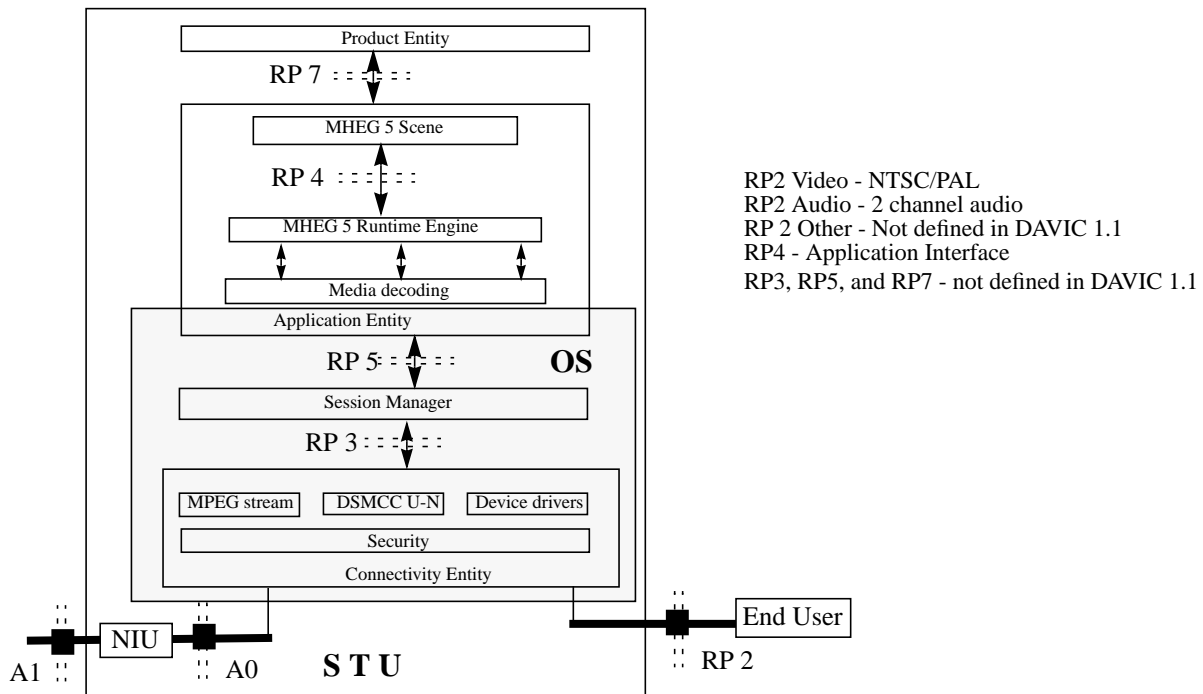 Product Entity
RP 7
MHEG 5 Scene
RP 4
MHEG 5 Runtime Engine
Media decoding
Application Entity
RP 5
OS
Session Manager
RP 3
MPEG stream
DSMCC U-N
Device drivers
Security
Connectivity Entity
A1
NIU
A0
S T U
RP 2
End User
RP2 Video - NTSC/PAL
RP2 Audio - 2 channel audio
RP 2 Other - Not defined in DAVIC 1.1
RP4 - Application Interface
RP3, RP5, and RP7 - not defined in DAVIC 1.1